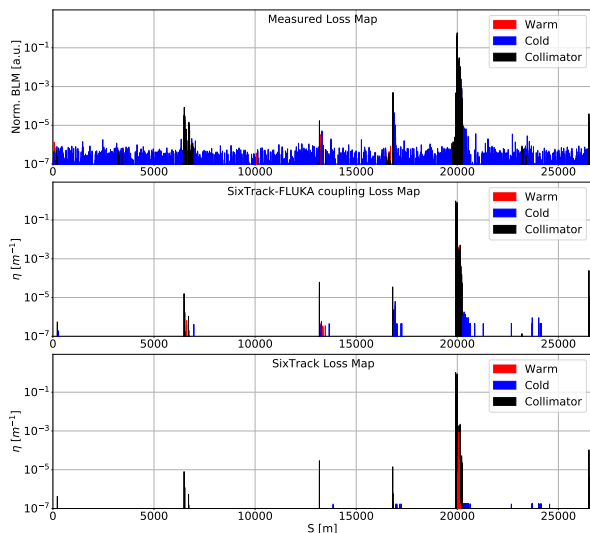 Measured Loss Map
Norm. BLM [a.u.]
10⁻¹
10⁻³
10⁻⁵
10⁻⁷
0 5000 10000 15000 20000 25000
Warm
Cold
Collimator
SixTrack-FLUKA coupling Loss Map
η [m⁻¹]
10⁻¹
10⁻³
10⁻⁵
10⁻⁷
0 5000 10000 15000 20000 25000
Warm
Cold
Collimator
SixTrack Loss Map
η [m⁻¹]
10⁻¹
10⁻³
10⁻⁵
10⁻⁷
0 5000 10000 15000 20000 25000
Warm
Cold
Collimator
S [m]